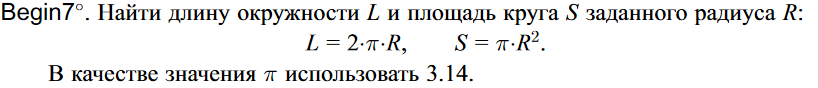 Begin7°. Найти длину окружности L и площадь круга S заданного радиуса R:
L = 2·π·R,    S = π·R².
В качестве значения π использовать 3.14.